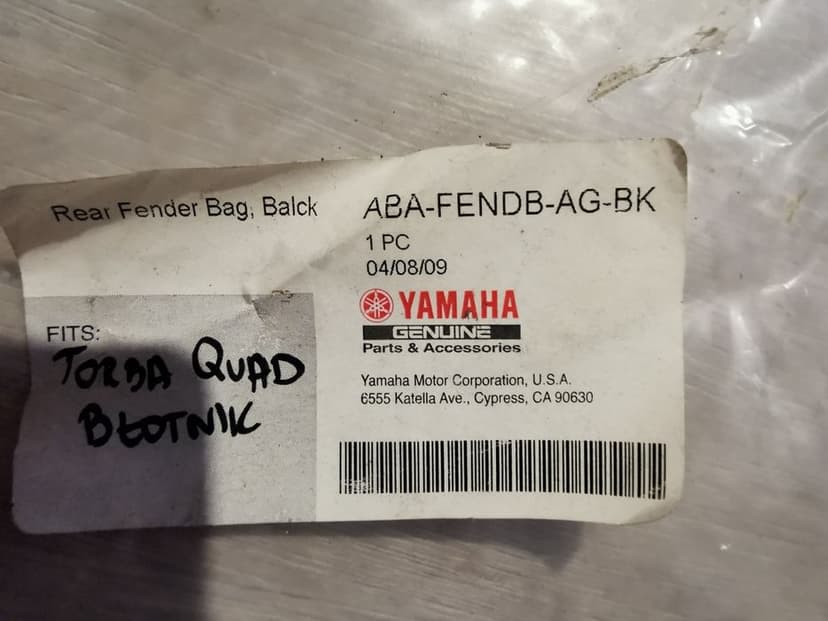 Rear Fender Bag, Balck
ABA-FENDB-AG-BK
1 PC
04/08/09
YAMAHA
GENUINE
Parts & Accessories
Yamaha Motor Corporation, U.S.A.
6555 Katella Ave., Cypress, CA 90630
FITS:
TORBA QUAD
BŁOTNIK